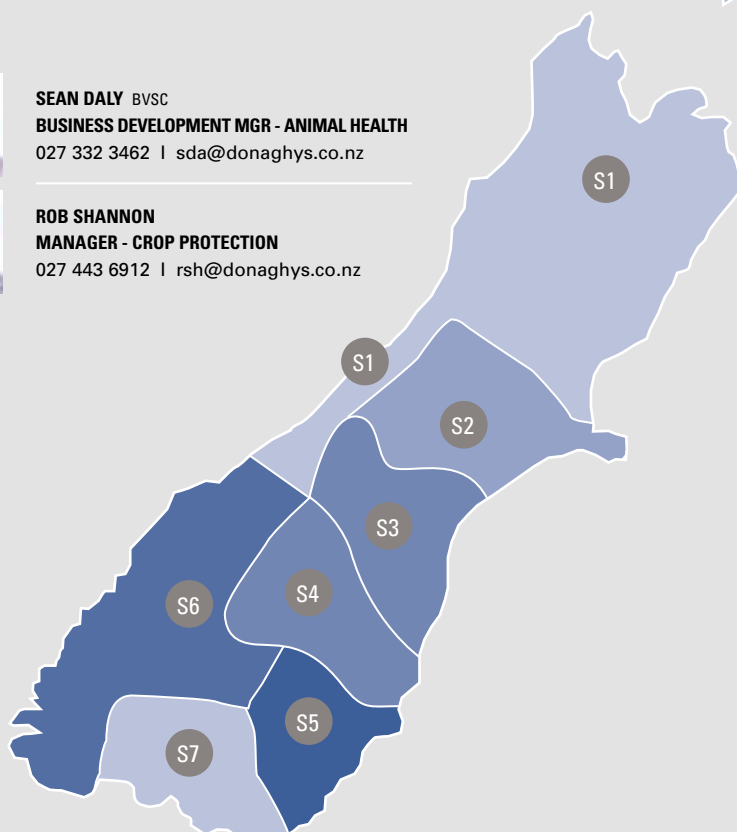 SEAN DALY BVSC
BUSINESS DEVELOPMENT MGR - ANIMAL HEALTH
027 332 3462 I sda@donaghys.co.nz
ROB SHANNON
MANAGER - CROP PROTECTION
027 443 6912 I rsh@donaghys.co.nz
S1
S1
S2
S3
S4
S6
S5
S7